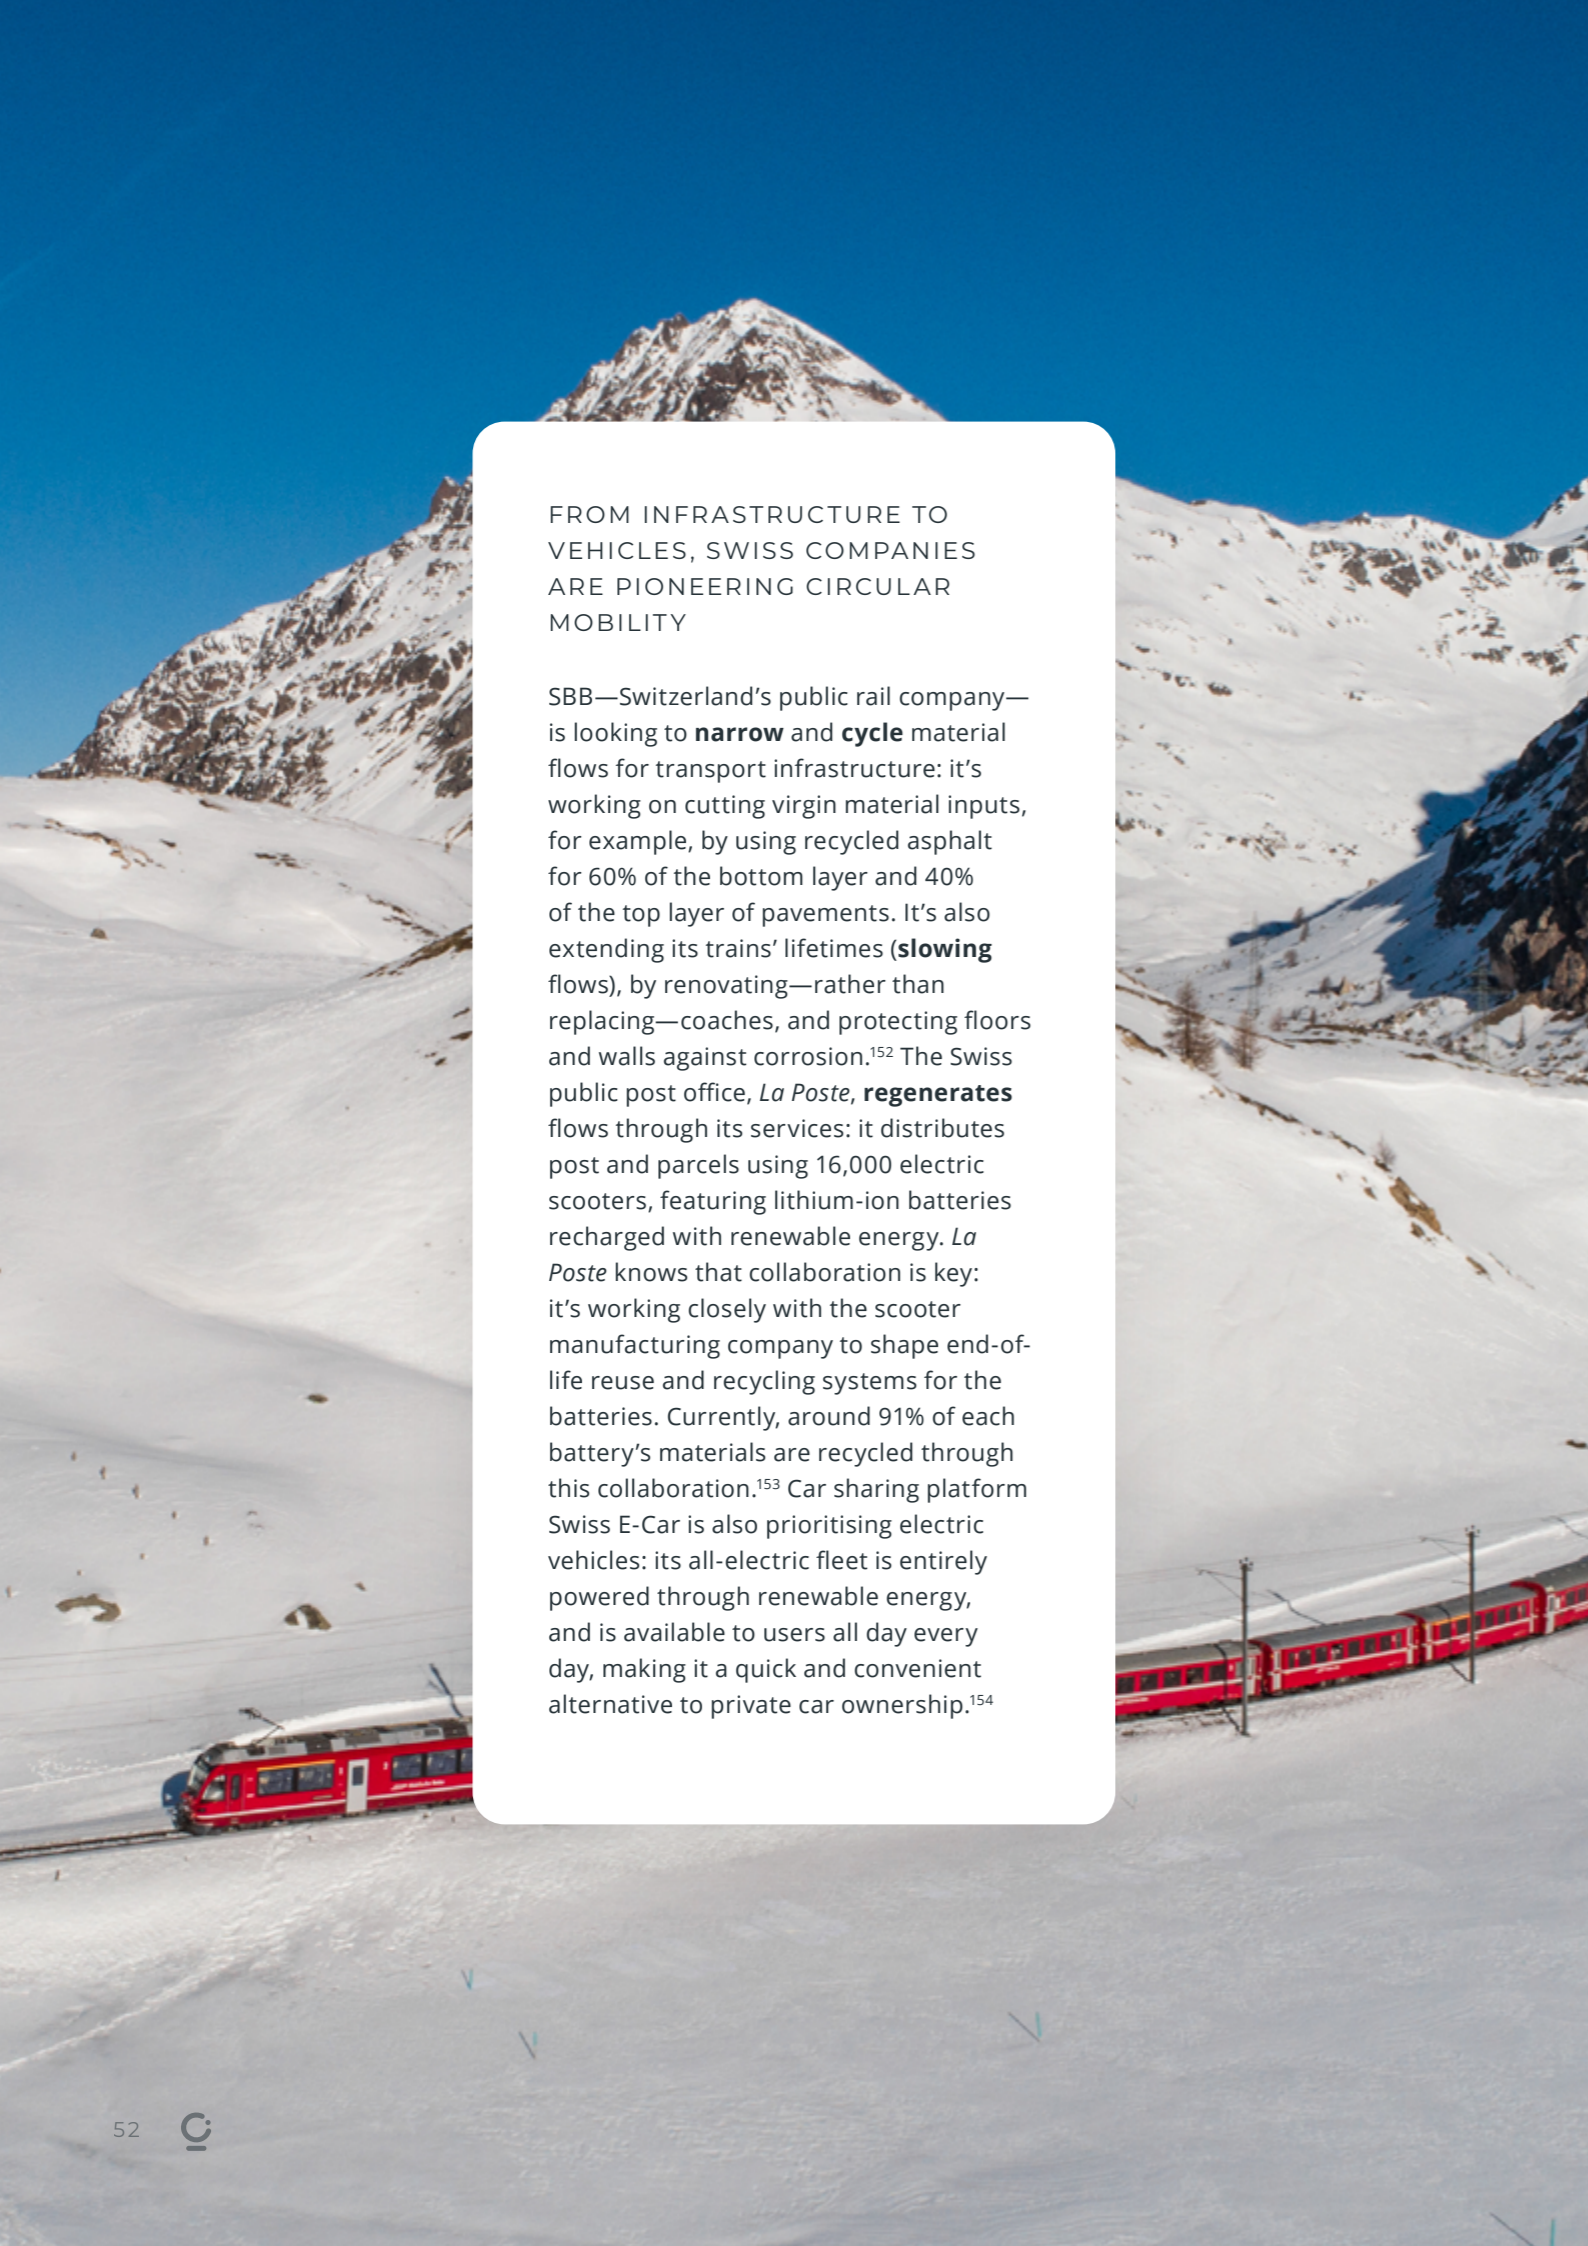 FROM INFRASTRUCTURE TO
VEHICLES, SWISS COMPANIES
ARE PIONEERING CIRCULAR
MOBILITY
SBB—Switzerland’s public rail company—
is looking to narrow and cycle material
flows for transport infrastructure: it’s
working on cutting virgin material inputs,
for example, by using recycled asphalt
for 60% of the bottom layer and 40%
of the top layer of pavements. It’s also
extending its trains’ lifetimes (slowing
flows), by renovating—rather than
replacing—coaches, and protecting floors
and walls against corrosion.152 The Swiss
public post office, La Poste, regenerates
flows through its services: it distributes
post and parcels using 16,000 electric
scooters, featuring lithium-ion batteries
recharged with renewable energy. La
Poste knows that collaboration is key:
it’s working closely with the scooter
manufacturing company to shape end-of-
life reuse and recycling systems for the
batteries. Currently, around 91% of each
battery’s materials are recycled through
this collaboration.153 Car sharing platform
Swiss E-Car is also prioritising electric
vehicles: its all-electric fleet is entirely
powered through renewable energy,
and is available to users all day every
day, making it a quick and convenient
alternative to private car ownership.154
52